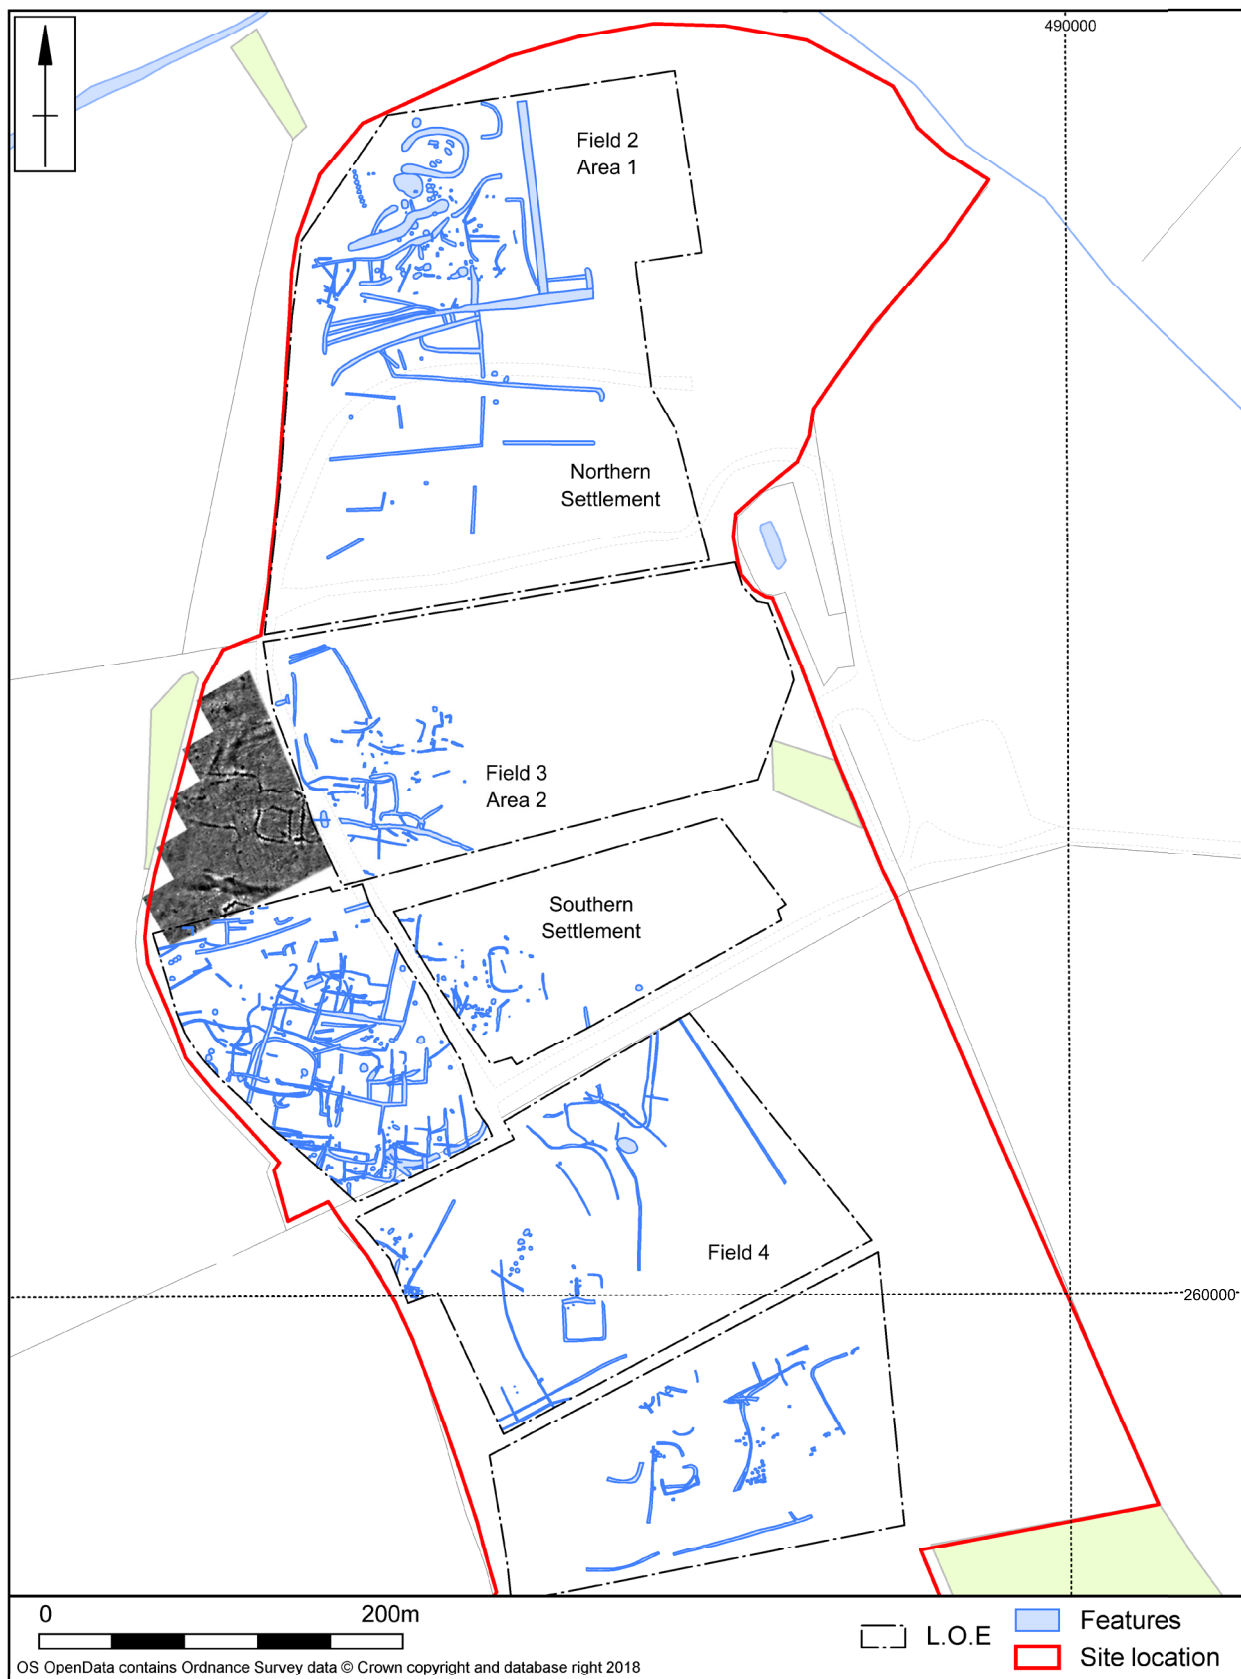 490000
Field 2
Area 1
Northern
Settlement
Field 3
Area 2
Southern
Settlement
Field 4
260000
0 200m
L.O.E
Features
Site location
OS OpenData contains Ordnance Survey data © Crown copyright and database right 2018